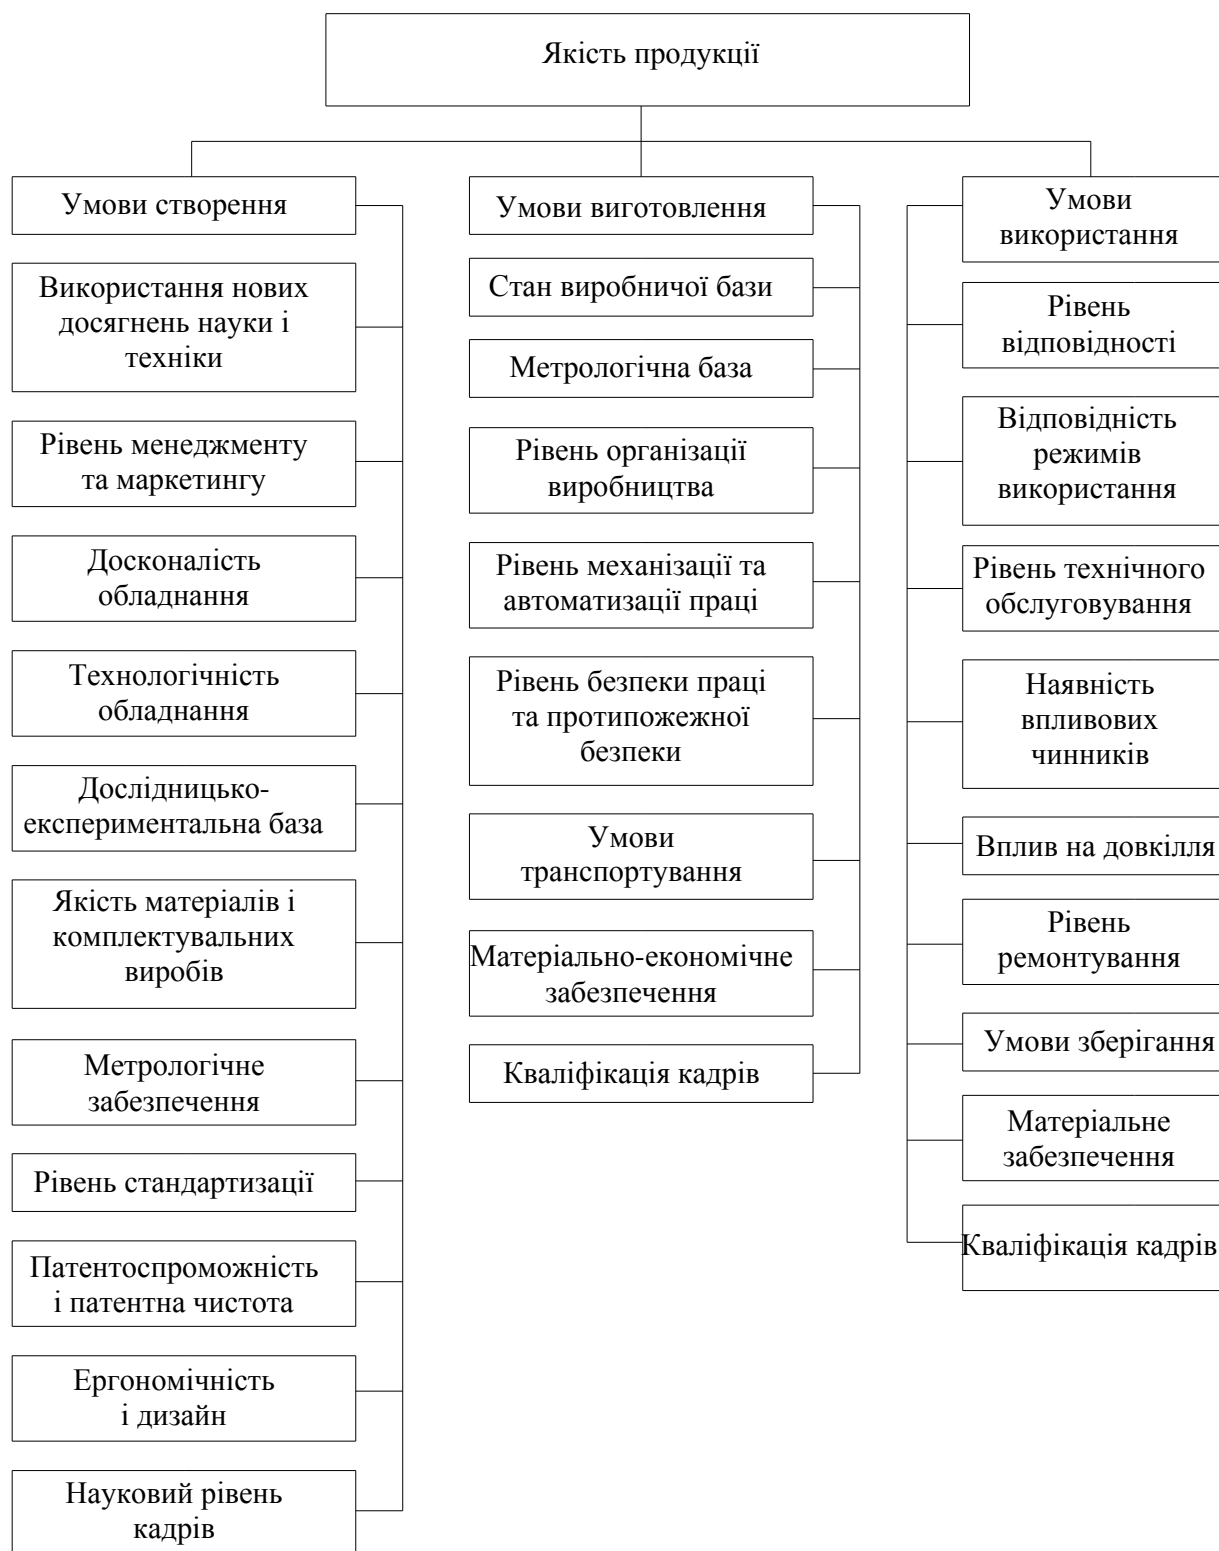 Якість продукції
Умови створення
Використання нових
досягнень науки і
техніки
Рівень менеджменту
та маркетингу
Досконалість
обладнання
Технологічність
обладнання
Дослідницько-
експериментальна база
Якість матеріалів і
комплектувальних
виробів
Метрологічне
забезпечення
Рівень стандартизації
Патентоспроможність
і патентна чистота
Ергономічність
і дизайн
Науковий рівень
кадрів
Умови виготовлення
Стан виробничої бази
Метрологічна база
Рівень організації
виробництва
Рівень механізації та
автоматизації праці
Рівень безпеки праці
та протипожежної
безпеки
Умови
транспортування
Матеріально-економічне
забезпечення
Кваліфікація кадрів
Умови
використання
Рівень
відповідності
Відповідність
режимів
використання
Рівень технічного
обслуговування
Наявність
впливових
чинників
Вплив на довкілля
Рівень
ремонтування
Умови зберігання
Матеріальне
забезпечення
Кваліфікація кадрів